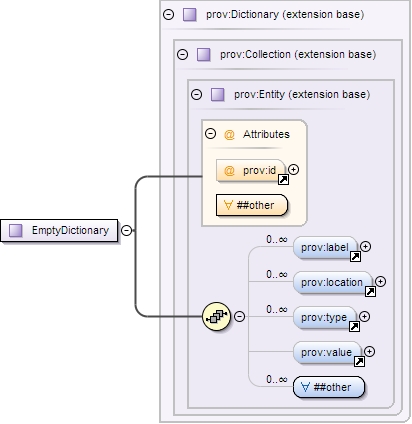 prov:Dictionary (extension base)
prov:Collection (extension base)
prov:Entity (extension base)
@ Attributes
@ prov:id
∀ ##other
EmptyDictionary
0..∞ prov:label
0..∞ prov:location
0..∞ prov:type
prov:value
0..∞ ∀ ##other